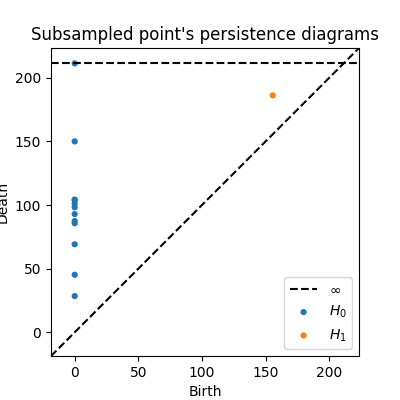 Subsampled point's persistence diagrams
200
150
100
50
0
Death
∞
H₀
H₁
0 50 100 150 200
Birth